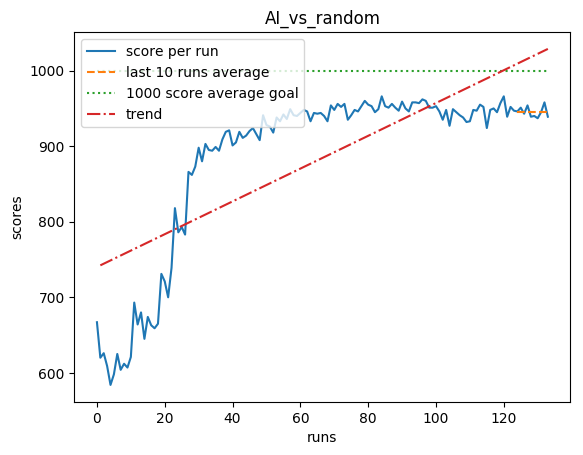 AI_vs_random
score per run
last 10 runs average
1000 score average goal
trend
1000
900
800
700
600
scores
0 20 40 60 80 100 120
runs